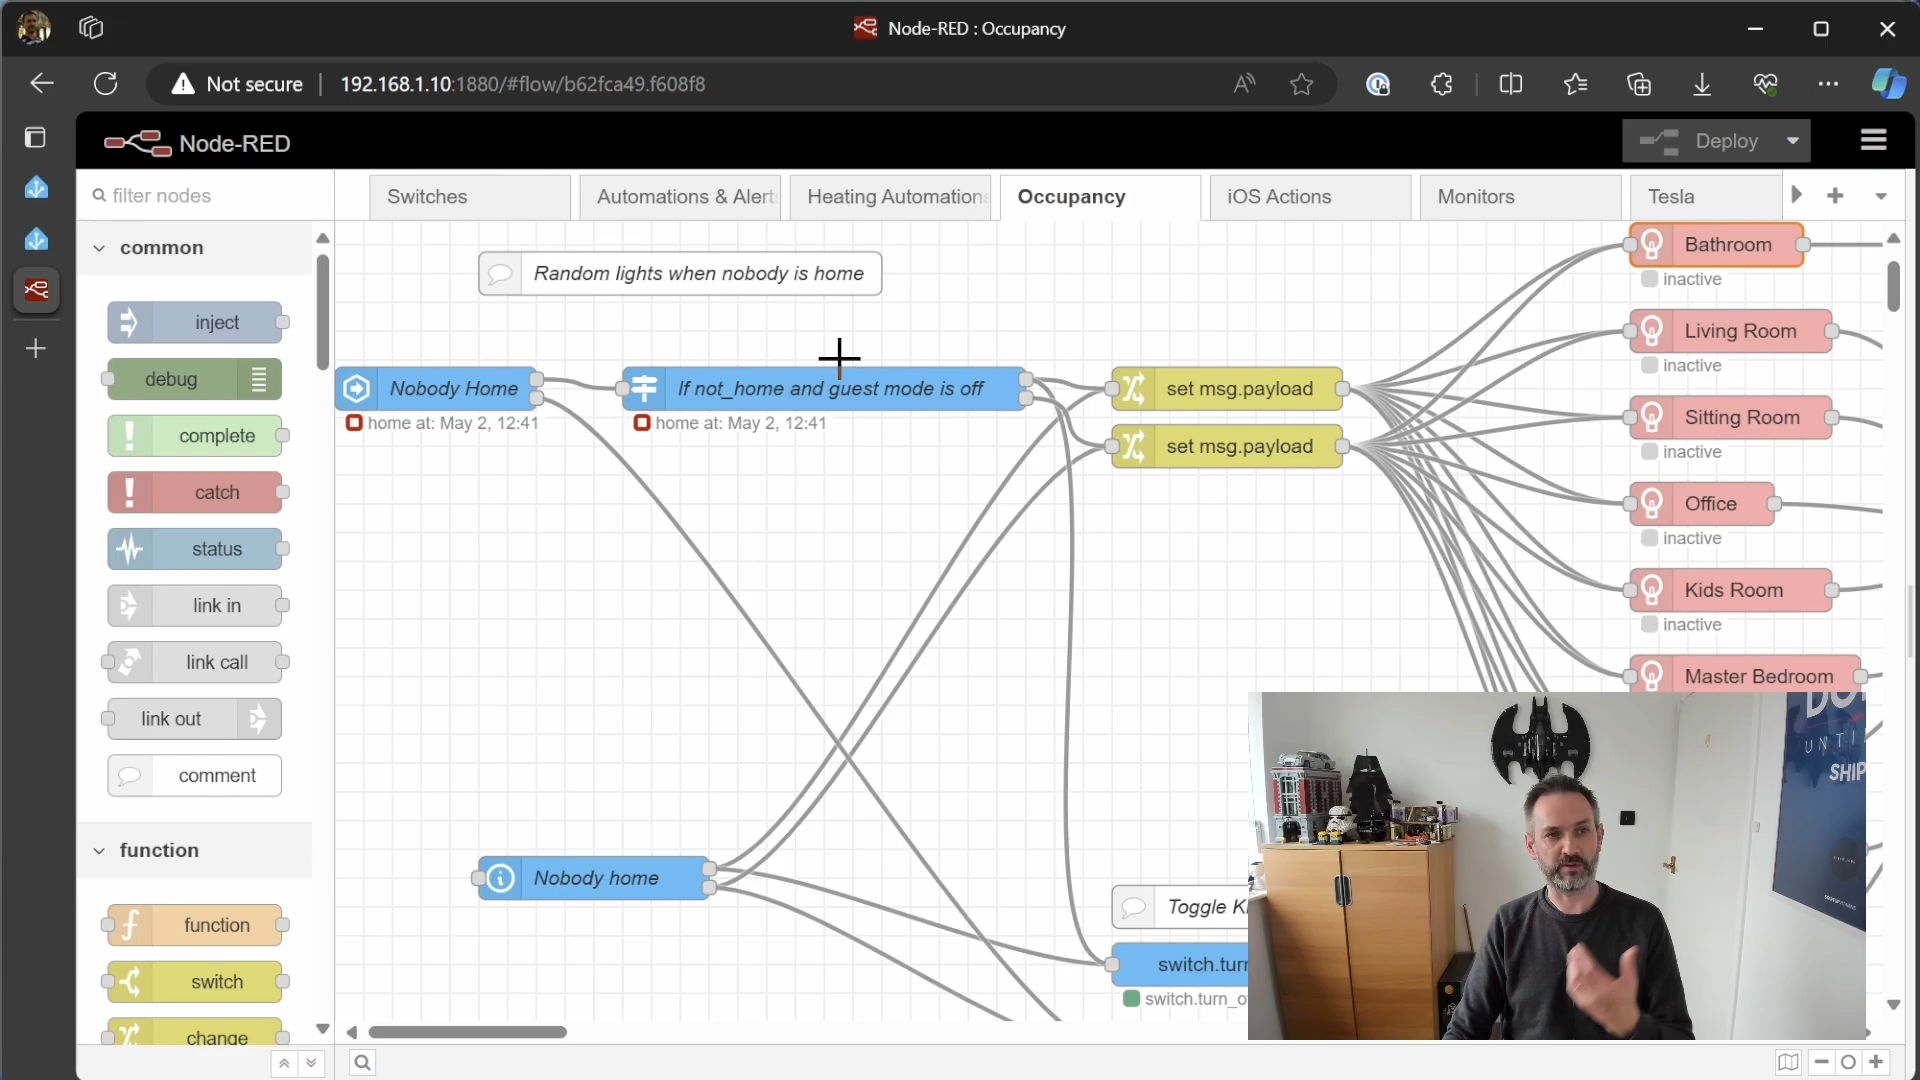 Node-RED : Occupancy
Not secure
192.168.1.10:1880/#flow/b62fca49.f608f8
Node-RED
Deploy
filter nodes
Switches
Automations & Alert
Heating Automations
Occupancy
iOS Actions
Monitors
Tesla
common
inject
debug
complete
catch
status
link in
link call
link out
comment
function
function
switch
change
Random lights when nobody is home
Nobody Home
home at: May 2, 12:41
If not_home and guest mode is off
home at: May 2, 12:41
set msg.payload
set msg.payload
Bathroom
inactive
Living Room
inactive
Sitting Room
inactive
Office
inactive
Kids Room
inactive
Master Bedroom
Nobody home
Toggle K
switch.turn
switch.turn_o
UNTI
SHIP